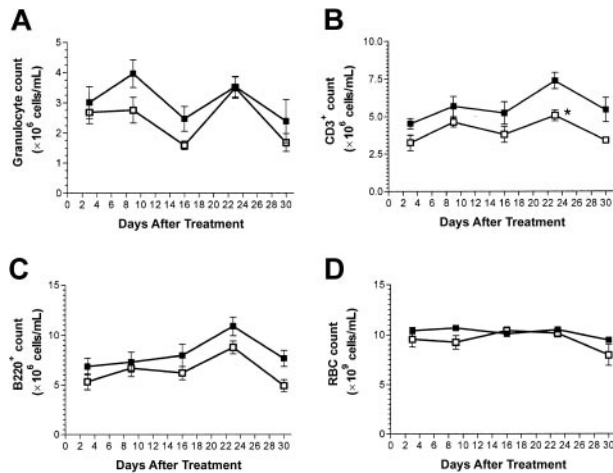 A
Granulocyte count
(×10⁶ cells/mL)
5
4
3
2
1
0
0 2 4 6 8 10 12 14 16 18 20 22 24 26 28 30
Days After Treatment
B
CD3⁺ count
(×10⁶ cells/mL)
10.0
7.5
5.0
2.5
0.0
*
0 2 4 6 8 10 12 14 16 18 20 22 24 26 28 30
Days After Treatment
C
B220⁺ count
(×10⁶ cells/mL)
15
10
5
0
0 2 4 6 8 10 12 14 16 18 20 22 24 26 28 30
Days After Treatment
D
RBC count
(×10⁹ cells/mL)
15
10
5
0
0 2 4 6 8 10 12 14 16 18 20 22 24 26 28 30
Days After Treatment